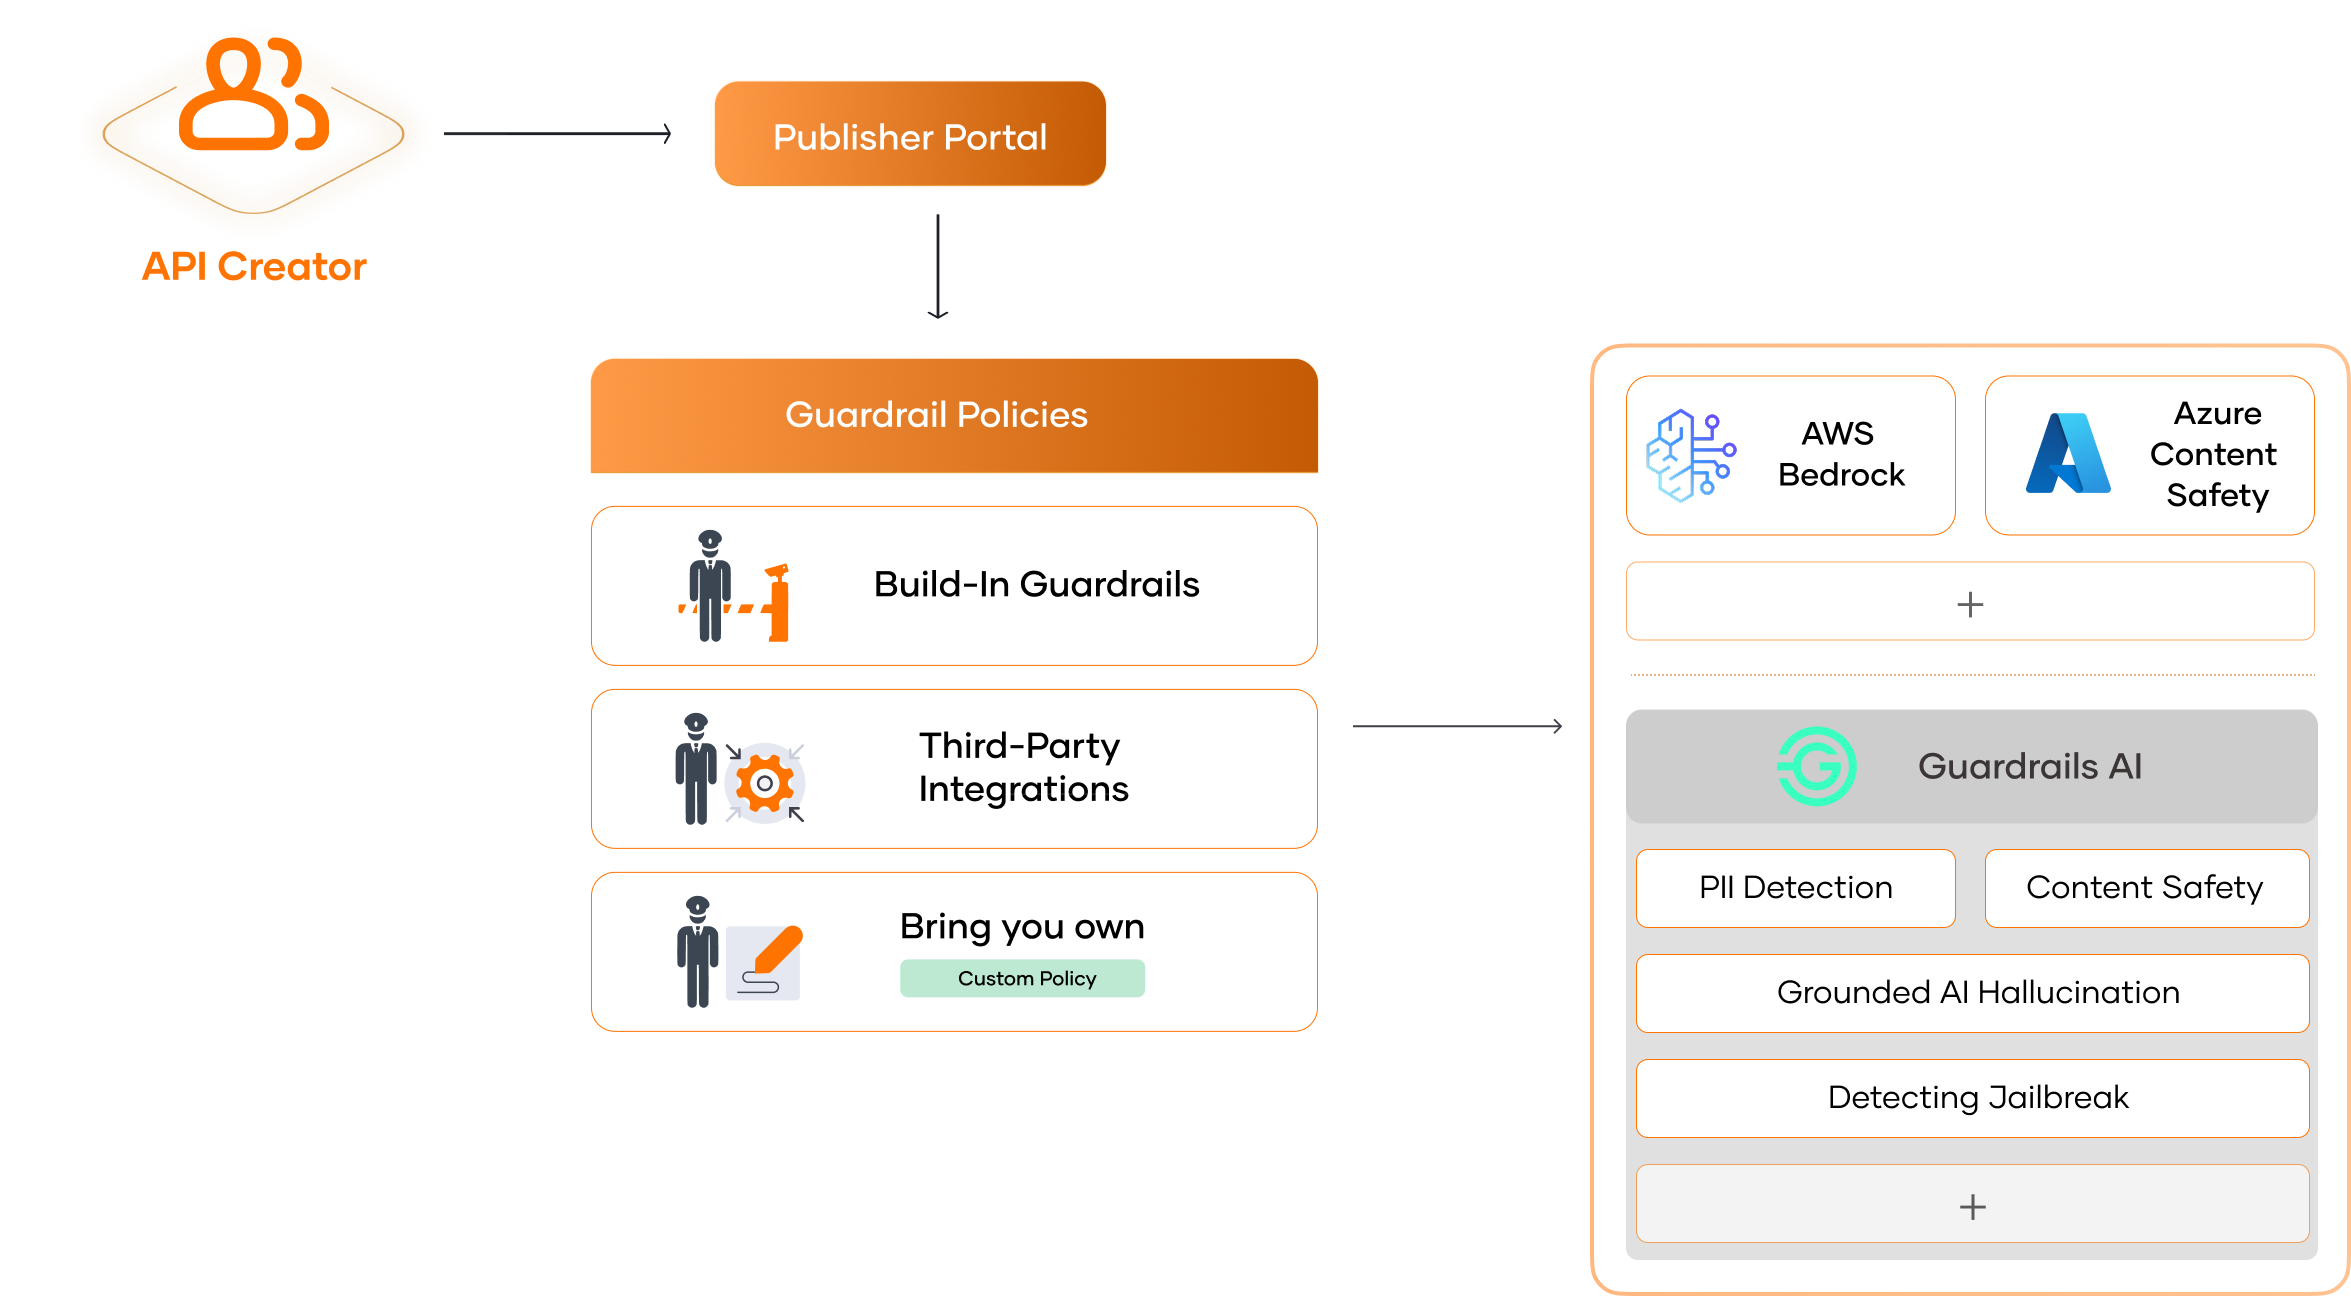 API Creator
Publisher Portal
Guardrail Policies
Build-In Guardrails
Third-Party
Integrations
Bring you own
Custom Policy
AWS
Bedrock
Azure
Content
Safety
+
Guardrails AI
PII Detection
Content Safety
Grounded AI Hallucination
Detecting Jailbreak
+